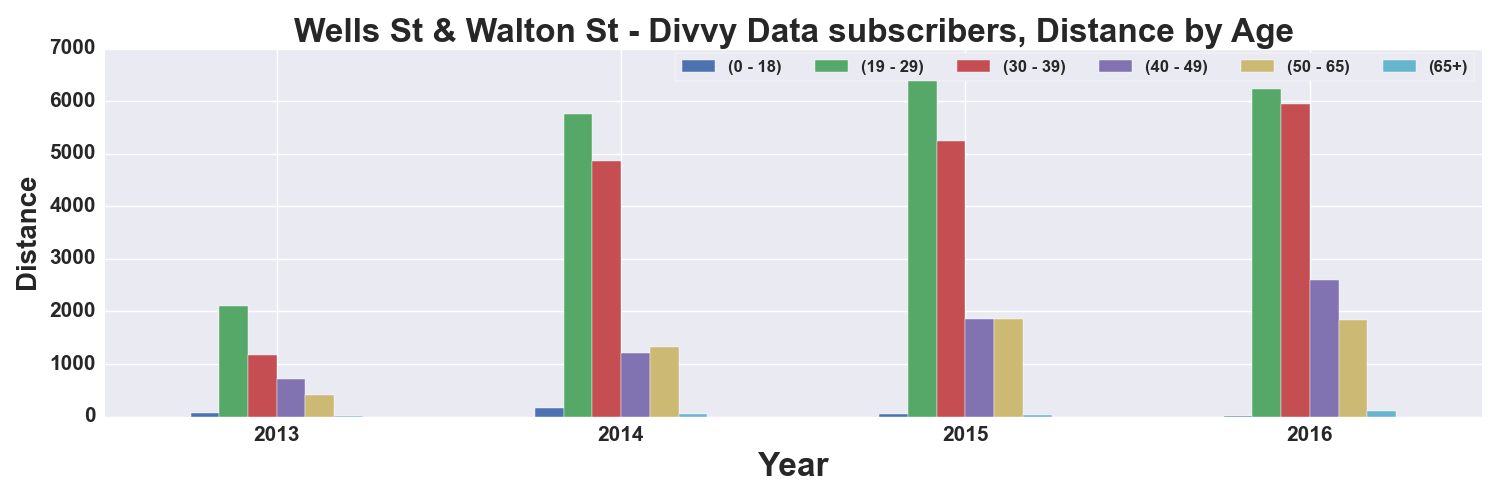 Wells St & Walton St - Divvy Data subscribers, Distance by Age
7000
6000
5000
4000
3000
2000
1000
0
Distance
(0 - 18) (19 - 29) (30 - 39) (40 - 49) (50 - 65) (65+)
2013 2014 2015 2016
Year